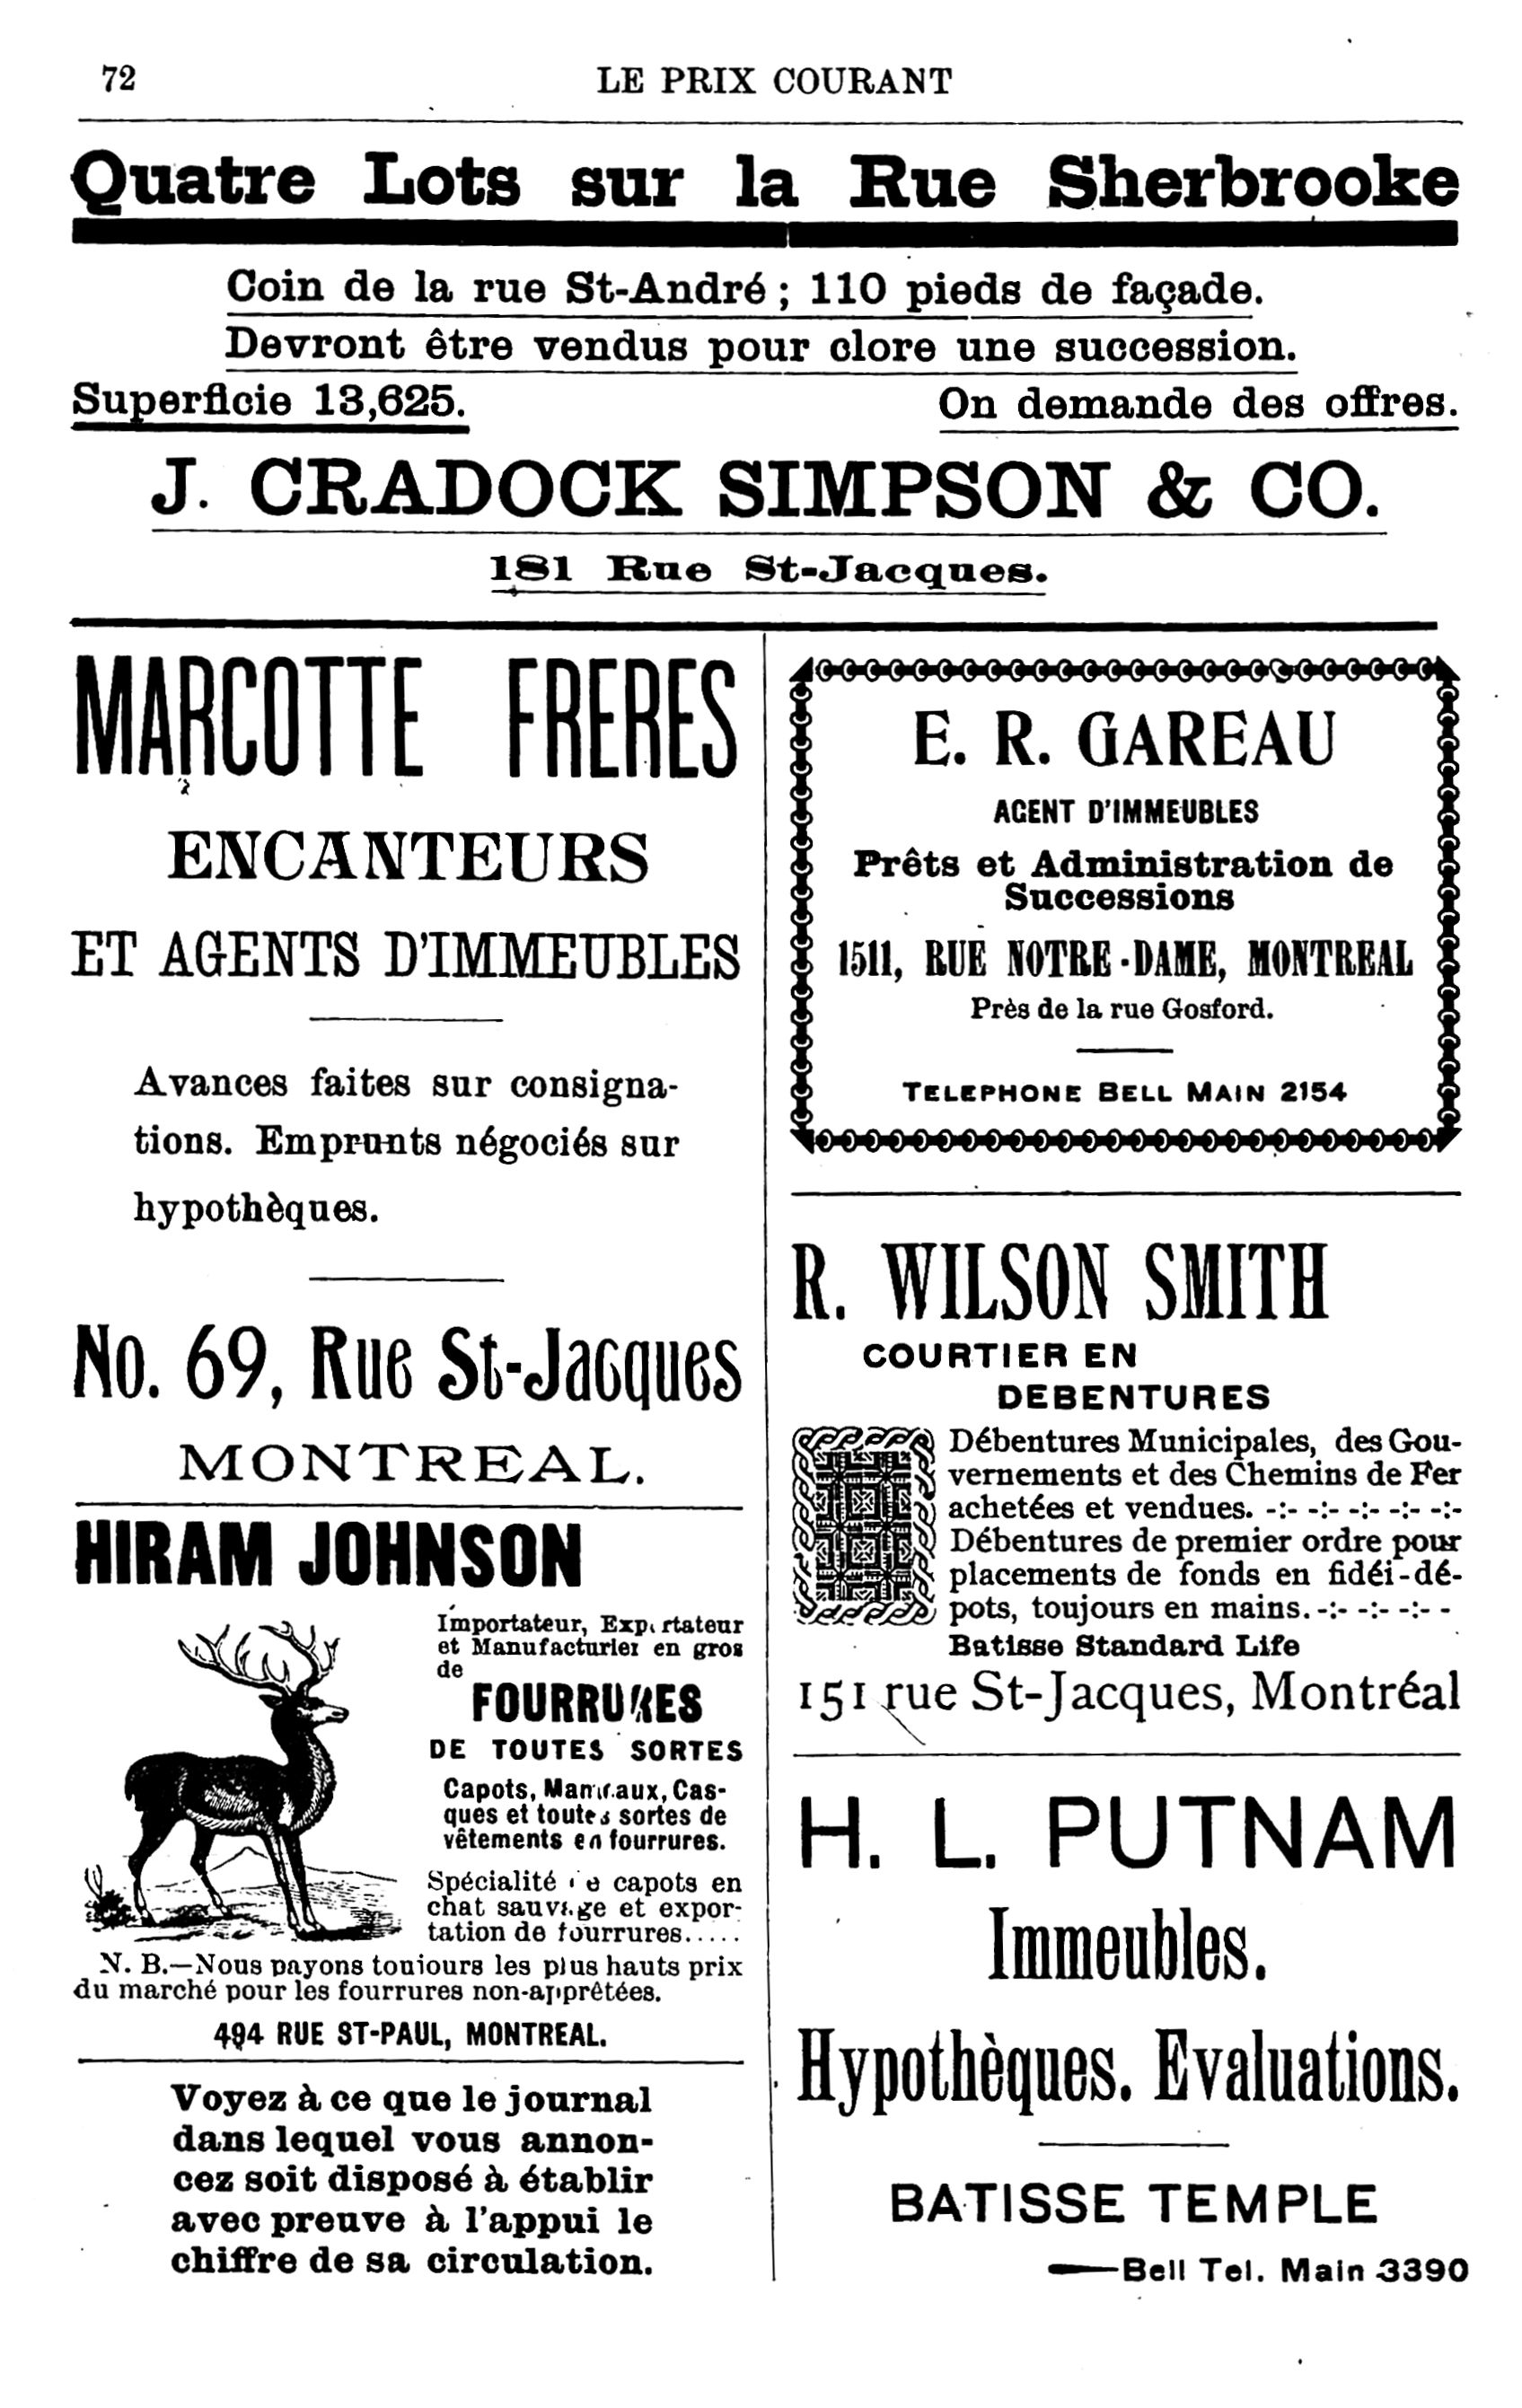 72
LE PRIX COURANT
Quatre Lots sur la Rue Sherbrooke
Coin de la rue St-André ; 110 pieds de façade.
Devront être vendus pour clore une succession.
Superficie 13,625.
On demande des offres.
J. CRADOCK SIMPSON & CO.
181 Rue St-Jacques.
MARCOTTE FRERES
ENCANTEURS
ET AGENTS D'IMMEUBLES
Avances faites sur consigna-
tions. Emprunts négociés sur
hypothèques.
No. 69, Rue St-Jacques
MONTREAL.
HIRAM JOHNSON
Importateur, Exportateur
et Manufacturier en gros
de
FOURRURES
DE TOUTES SORTES
Capots, Manteaux, Cas-
ques et toutes sortes de
vêtements en fourrures.
Spécialité de capots en
chat sauvage et expor-
tation de fourrures.....
N. B.—Nous payons toujours les plus hauts prix
du marché pour les fourrures non-apprêtées.
494 RUE ST-PAUL, MONTREAL.
Voyez à ce que le journal
dans lequel vous annon-
cez soit disposé à établir
avec preuve à l'appui le
chiffre de sa circulation.
E. R. GAREAU
AGENT D'IMMEUBLES
Prêts et Administration de
Successions
1511, RUE NOTRE-DAME, MONTREAL
Près de la rue Gosford.
TELEPHONE BELL MAIN 2154
R. WILSON SMITH
COURTIER EN
DEBENTURES
Débentures Municipales, des Gou-
vernements et des Chemins de Fer
achetées et vendues. -:- -:- -:- -:- -:-
Débentures de premier ordre pour
placements de fonds en fidéi-dé-
pots, toujours en mains. -:- -:- -:- -
Batisse Standard Life
151 rue St-Jacques, Montréal
H. L. PUTNAM
Immeubles.
Hypothèques. Evaluations.
BATISSE TEMPLE
—Bell Tel. Main 3390